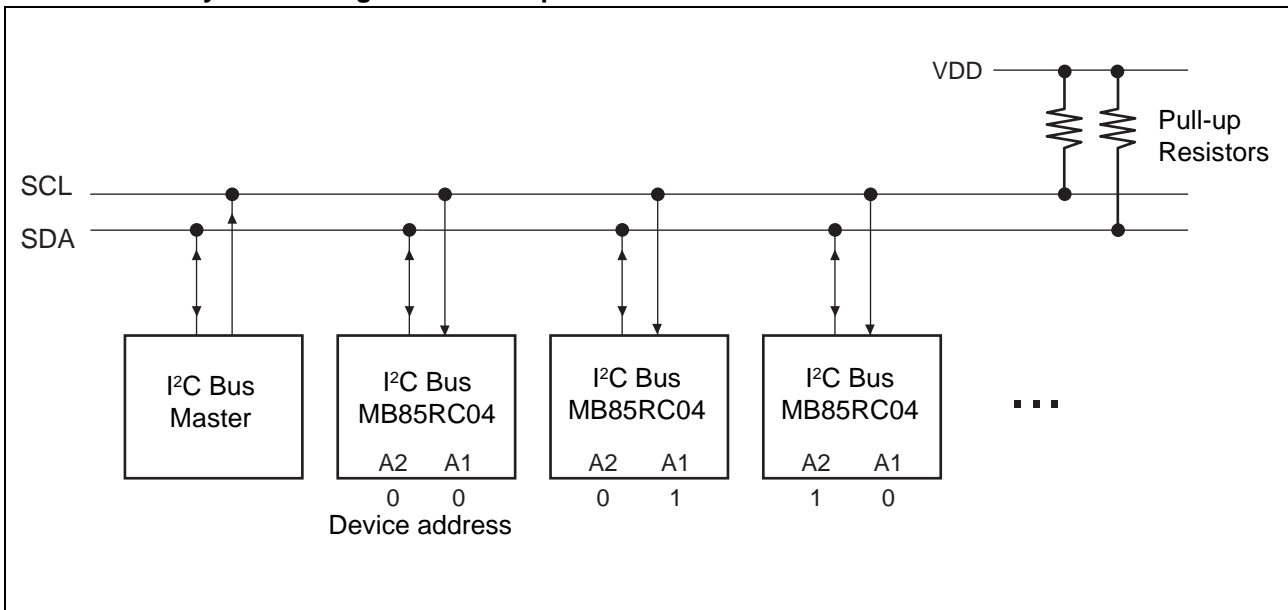 VDD
Pull-up
Resistors
SCL
SDA
I²C Bus
Master
I²C Bus
MB85RC04
A2 A1
0 0
Device address
I²C Bus
MB85RC04
A2 A1
0 1
I²C Bus
MB85RC04
A2 A1
1 0
...